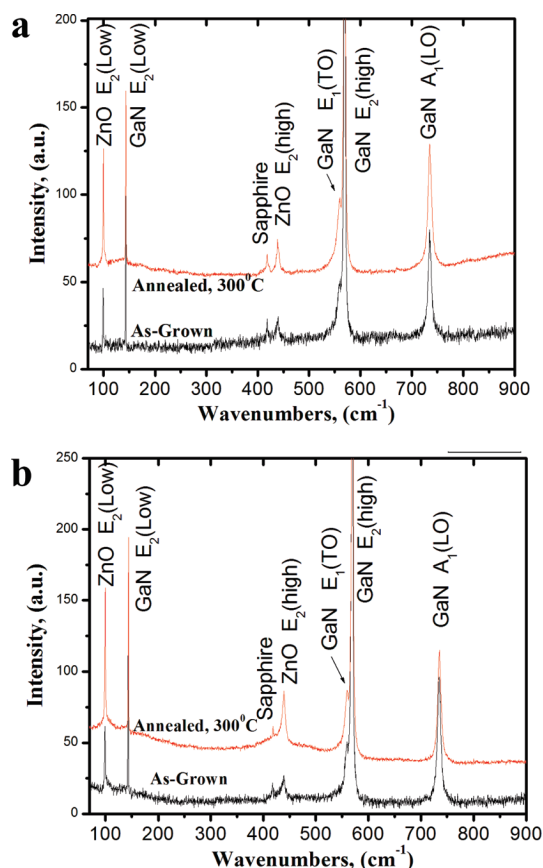 a
200
150
100
50
0
Intensity, (a.u.)
ZnO E2(Low)
GaN E2(Low)
Sapphire
ZnO E2(high)
GaN E1(TO)
GaN E2(high)
GaN A1(LO)
Annealed, 300⁰C
As-Grown
100 200 300 400 500 600 700 800 900
Wavenumbers, (cm-1)
b
250
200
150
100
50
0
Intensity, (a.u.)
ZnO E2(Low)
GaN E2(Low)
Sapphire
ZnO E2(high)
GaN E1(TO)
GaN E2(high)
GaN A1(LO)
Annealed, 300⁰C
As-Grown
100 200 300 400 500 600 700 800 900
Wavenumbers, (cm-1)